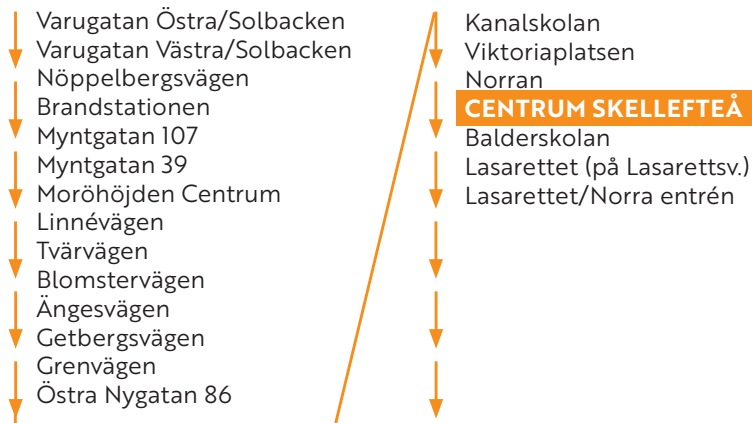 Varugatan Östra/Solbacken
Varugatan Västra/Solbacken
Nöppelbergsvägen
Brandstationen
Myntgatan 107
Myntgatan 39
Moröhöjden Centrum
Linnévägen
Tvärvägen
Blomstervägen
Ängesvägen
Getbergsvägen
Grenvägen
Östra Nygatan 86
Kanalskolan
Viktoriaplatsen
Norran
CENTRUM SKELLEFTEÅ
Balderskolan
Lasarettet (på Lasarettsv.)
Lasarettet/Norra entrén